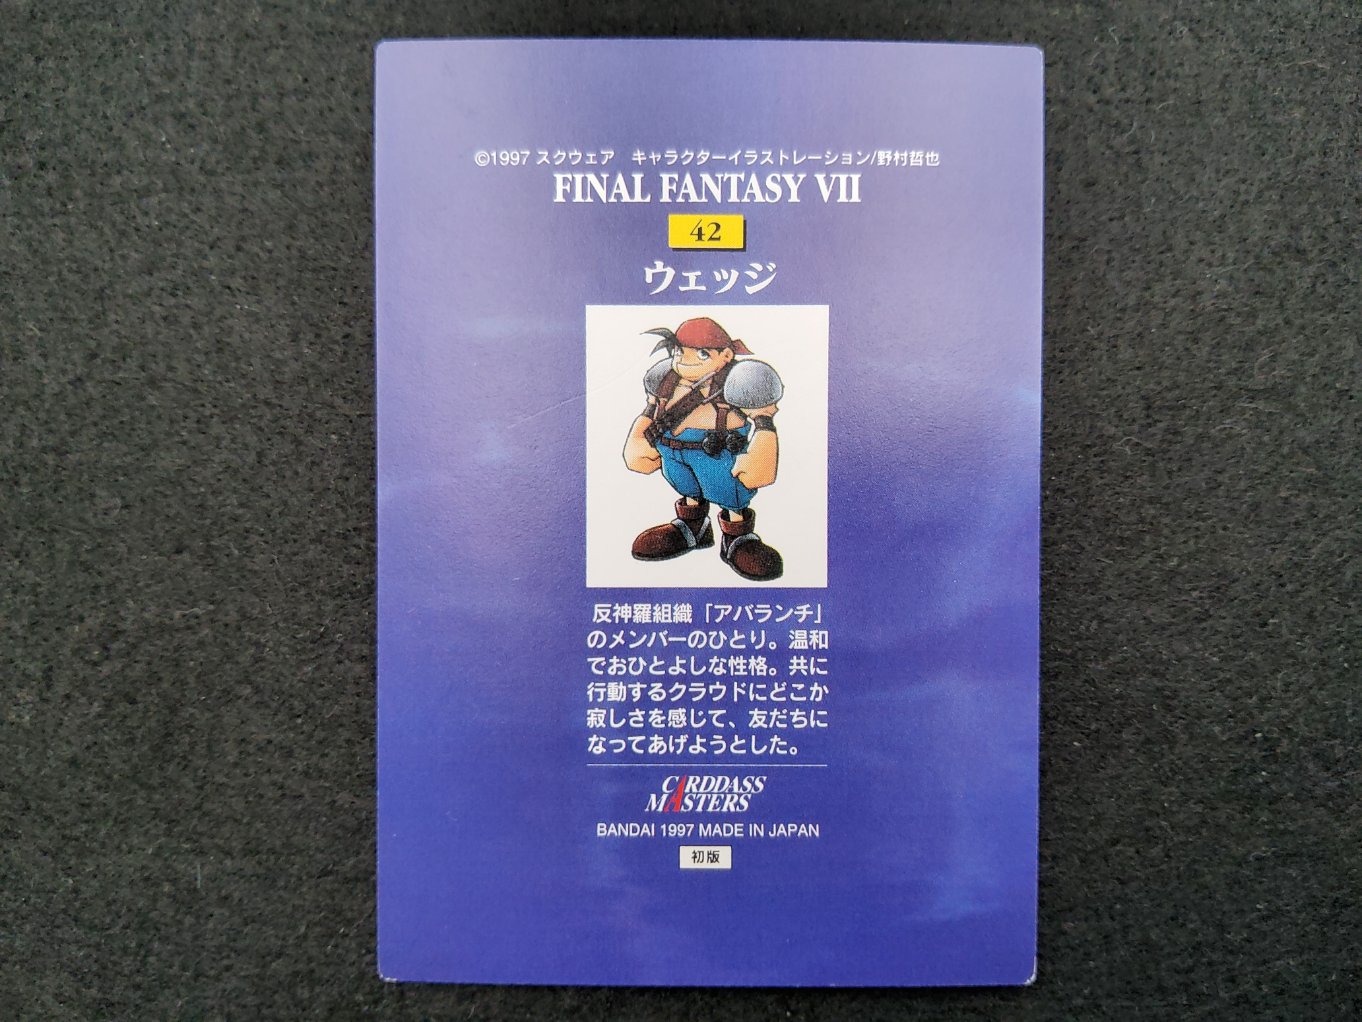 ©1997 スクウェア　キャラクターイラストレーション/野村哲也
FINAL FANTASY VII
42
ウェッジ
反神羅組織「アバランチ」
のメンバーのひとり。温和
でおひとよしな性格。共に
行動するクラウドにどこか
寂しさを感じて、友だちに
なってあげようとした。
CARDDASS
MASTERS
BANDAI 1997 MADE IN JAPAN
初版